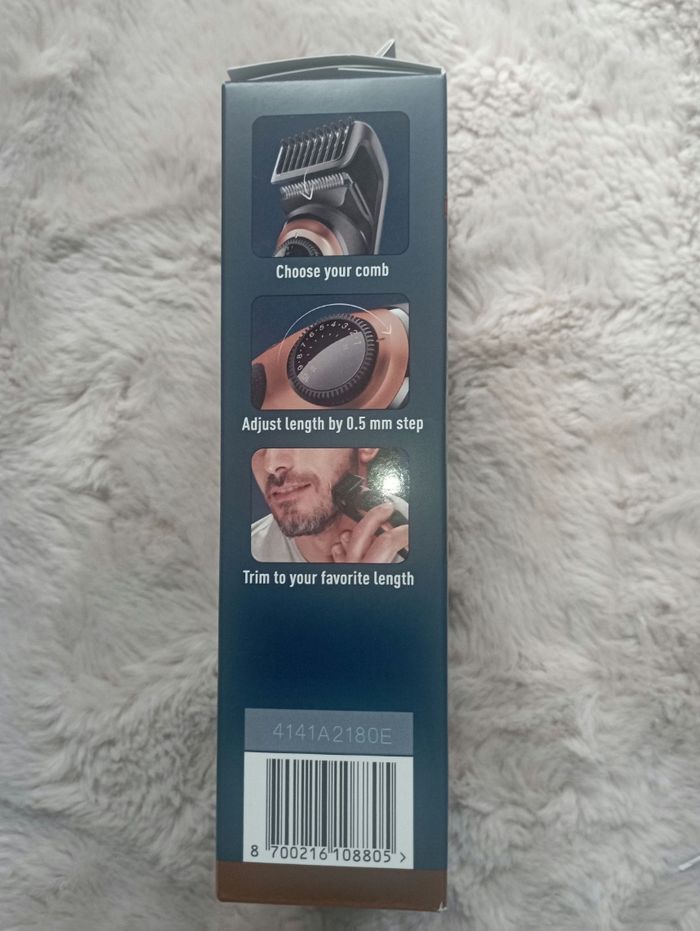 Choose your comb
Adjust length by 0.5 mm step
Trim to your favorite length
4141A2180E
8 700216 108805 >